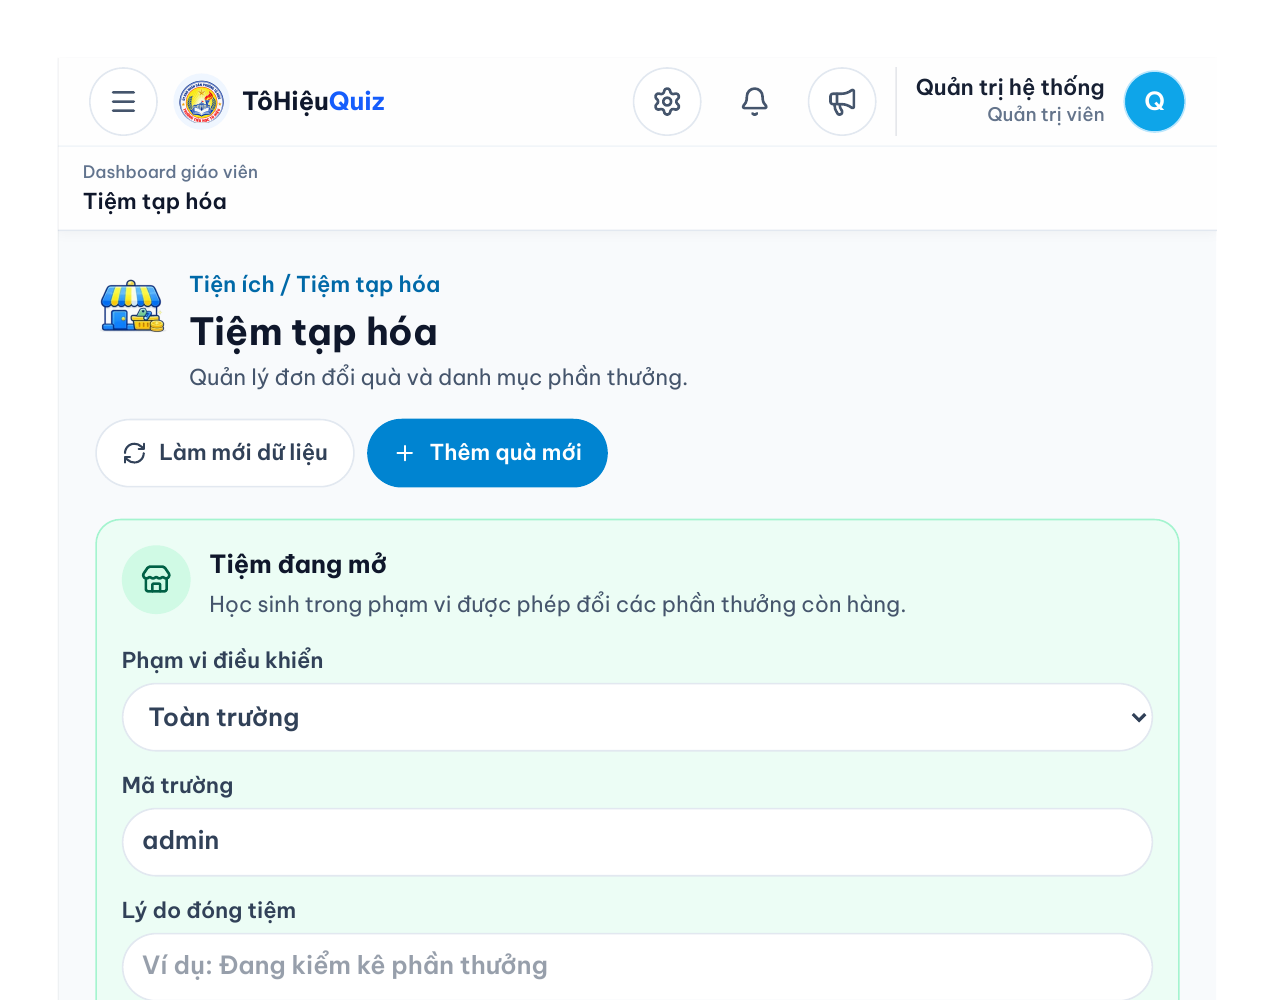 TôHiệuQuiz
Quản trị hệ thống
Quản trị viên
Q
Dashboard giáo viên
Tiệm tạp hóa
Tiện ích / Tiệm tạp hóa
Tiệm tạp hóa
Quản lý đơn đổi quà và danh mục phần thưởng.
Làm mới dữ liệu
Thêm quà mới
Tiệm đang mở
Học sinh trong phạm vi được phép đổi các phần thưởng còn hàng.
Phạm vi điều khiển
Toàn trường
Mã trường
admin
Lý do đóng tiệm
Ví dụ: Đang kiểm kê phần thưởng